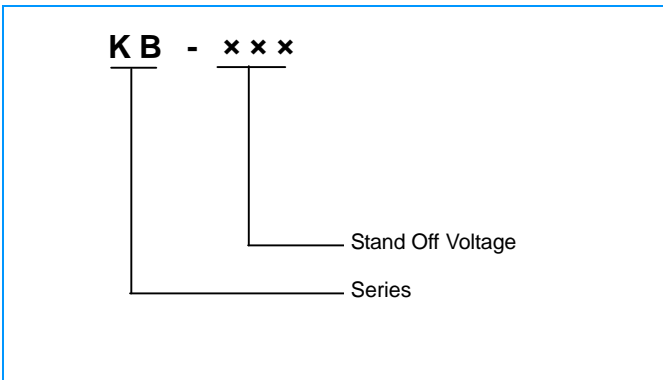 KB - ×××
Stand Off Voltage
Series